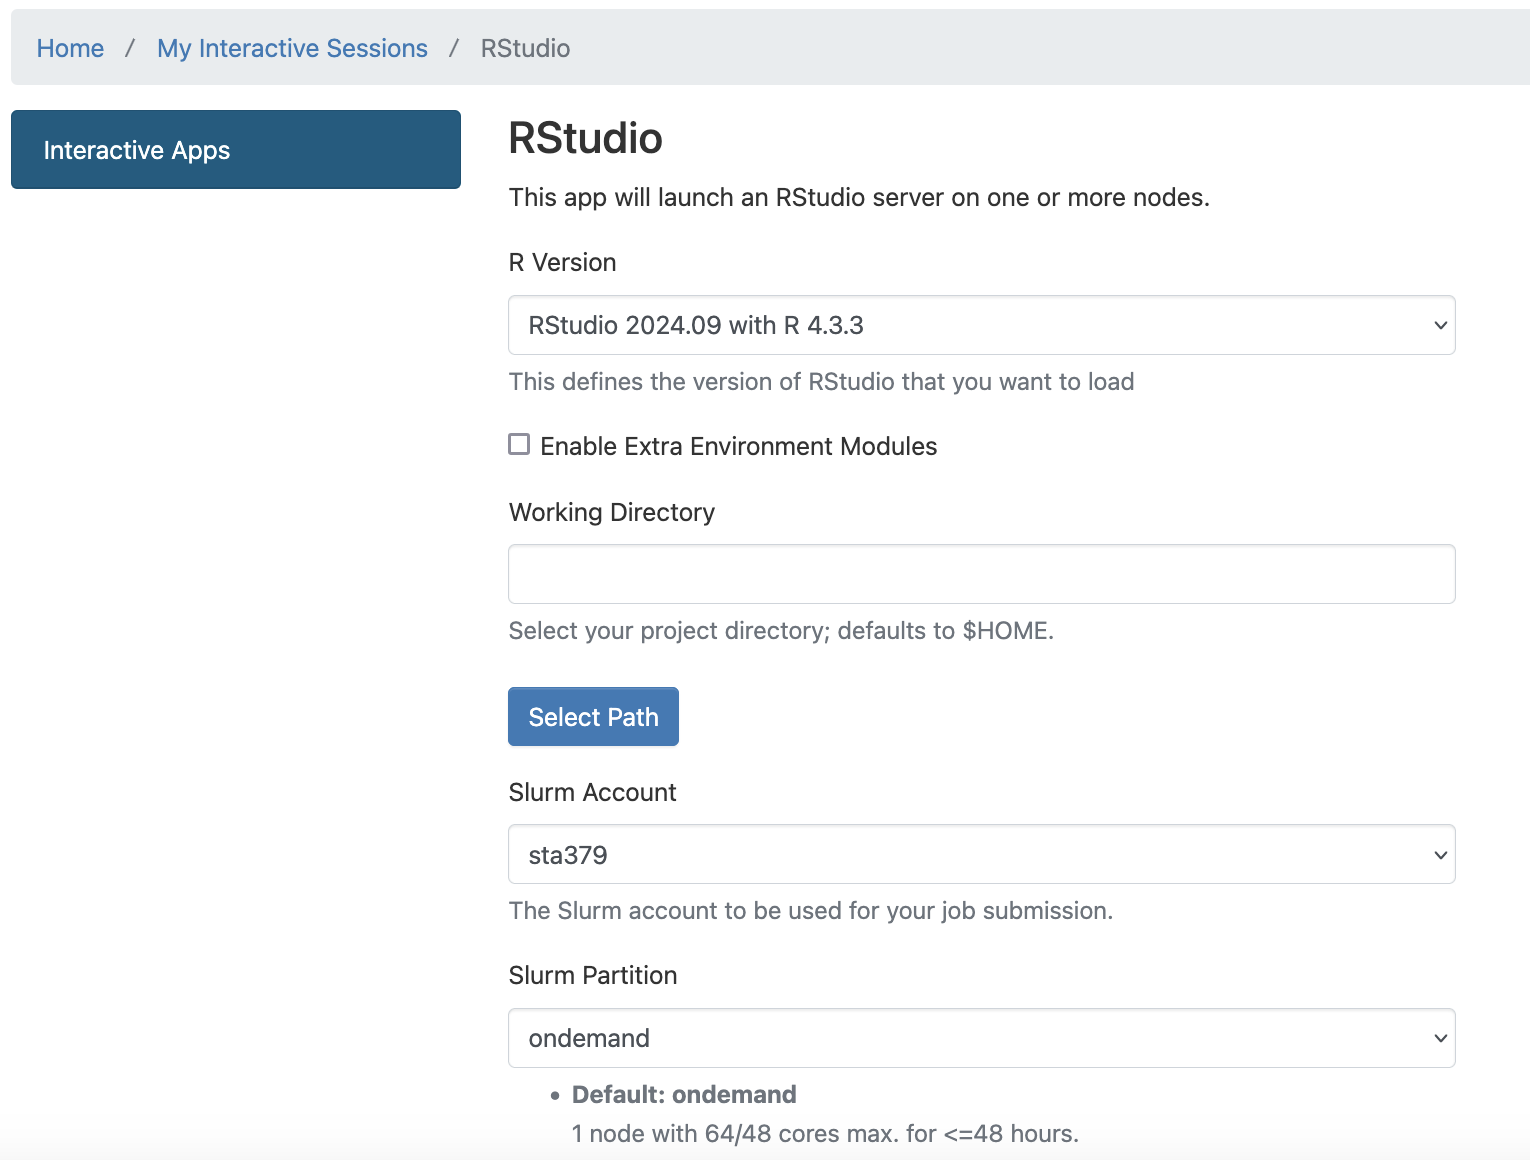 Home / My Interactive Sessions / RStudio
Interactive Apps
RStudio
This app will launch an RStudio server on one or more nodes.
R Version
RStudio 2024.09 with R 4.3.3
This defines the version of RStudio that you want to load
Enable Extra Environment Modules
Working Directory
Select your project directory; defaults to $HOME.
Select Path
Slurm Account
sta379
The Slurm account to be used for your job submission.
Slurm Partition
ondemand
• Default: ondemand
1 node with 64/48 cores max. for <=48 hours.